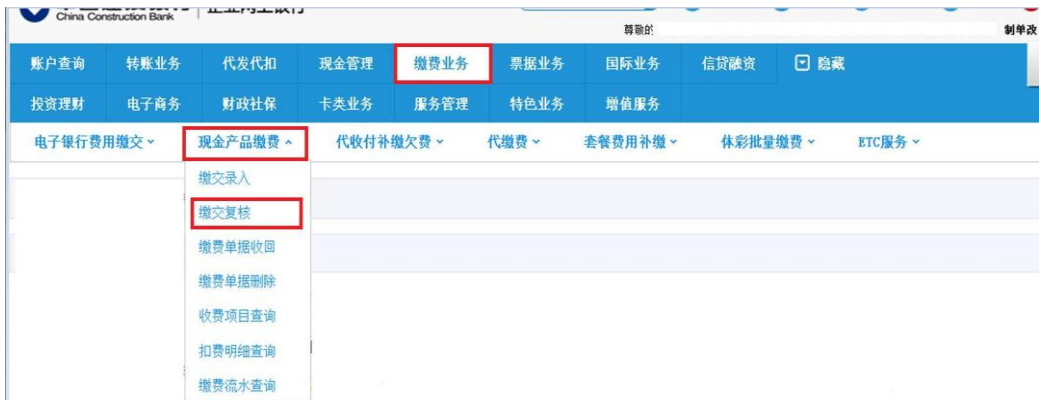 China Construction Bank
尊敬的
制单改
账户查询 转账业务 代发代扣 现金管理 缴费业务 票据业务 国际业务 信贷融资 隐藏
投资理财 电子商务 财政社保 卡类业务 服务管理 特色业务 增值服务
电子银行费用缴交 现金产品缴费 代收付补缴欠费 代缴费 套餐费用补缴 体彩批量缴费 ETC服务
缴交录入
缴交复核
缴费单据收回
缴费单据删除
收费项目查询
扣费明细查询
缴费流水查询